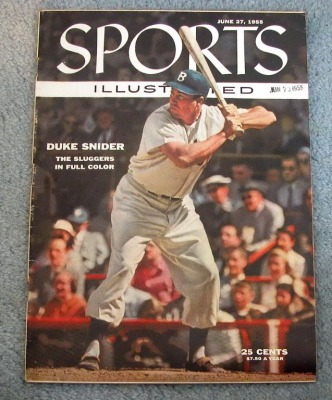 JUNE 27, 1955
SPORTS
ILLUSTRATED
B
DUKE SNIDER
THE SLUGGERS
IN FULL COLOR
25 CENTS
$7.50 A YEAR